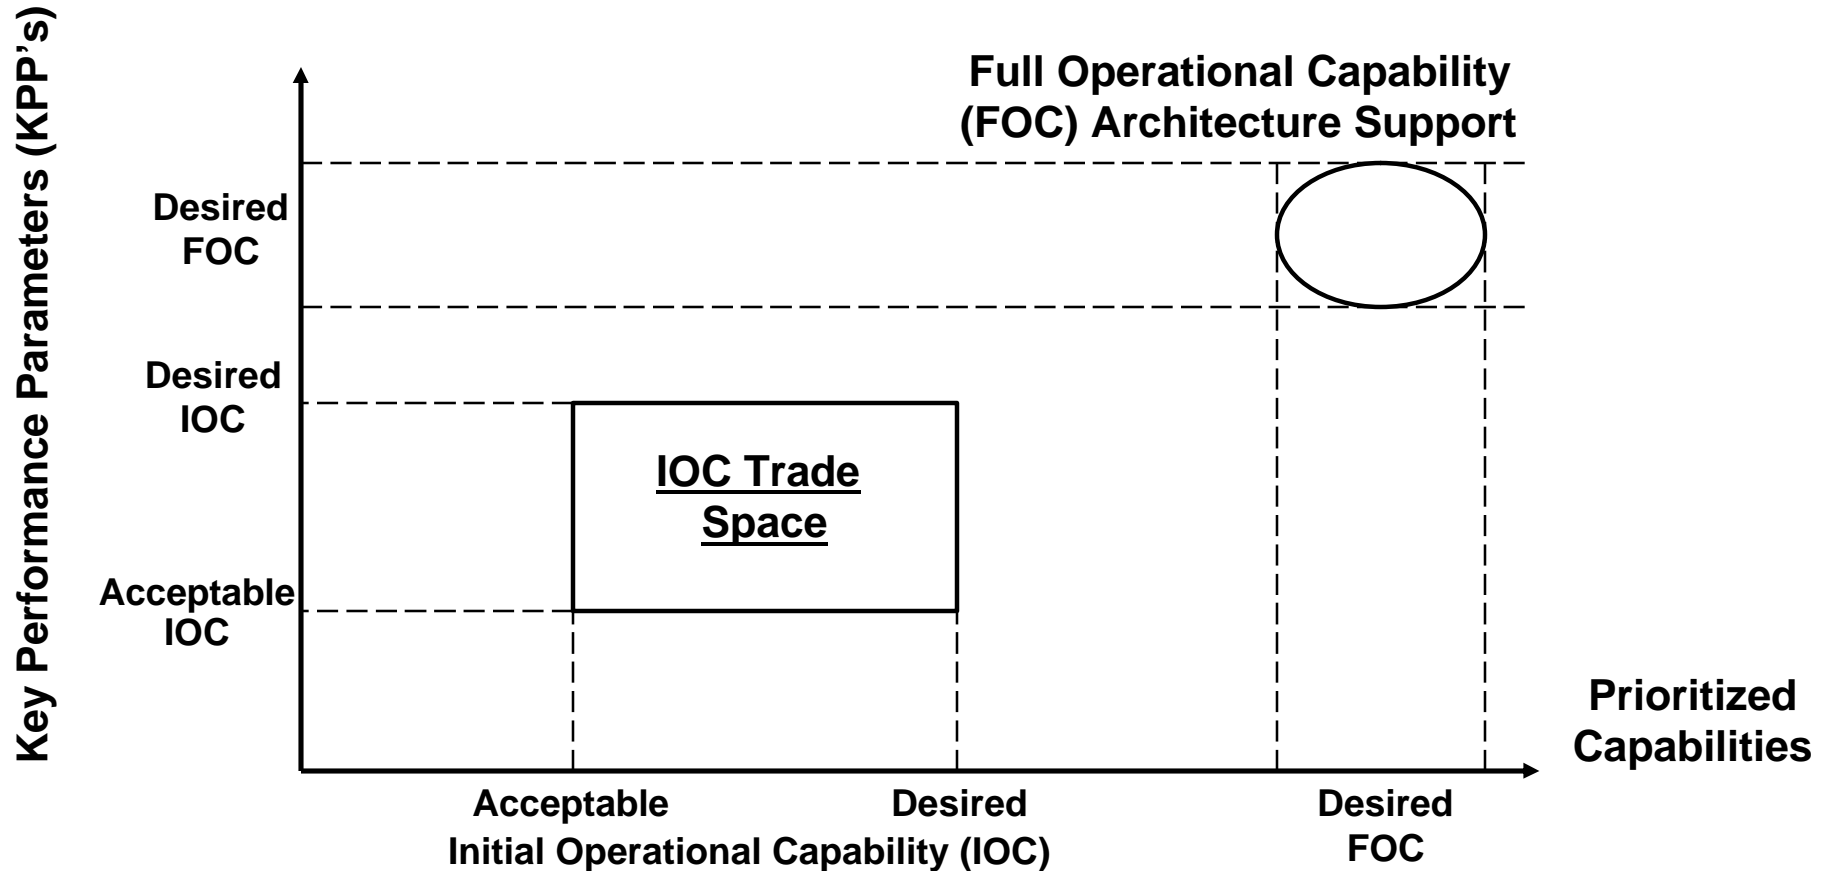 Key Performance Parameters (KPP’s)
Full Operational Capability
(FOC) Architecture Support
Desired
FOC
Desired
IOC
IOC Trade
Space
Acceptable
IOC
Prioritized
Capabilities
Acceptable
Desired
Initial Operational Capability (IOC)
Desired
FOC